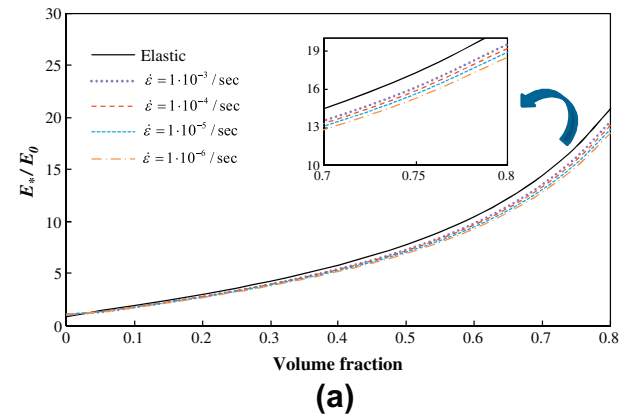 30
25
20
15
10
5
0
E*/E0
Elastic
ε̇ = 1·10⁻³ / sec
ε̇ = 1·10⁻⁴ / sec
ε̇ = 1·10⁻⁵ / sec
ε̇ = 1·10⁻⁶ / sec
19
16
13
10
0.7 0.75 0.8
0 0.1 0.2 0.3 0.4 0.5 0.6 0.7 0.8
Volume fraction
(a)